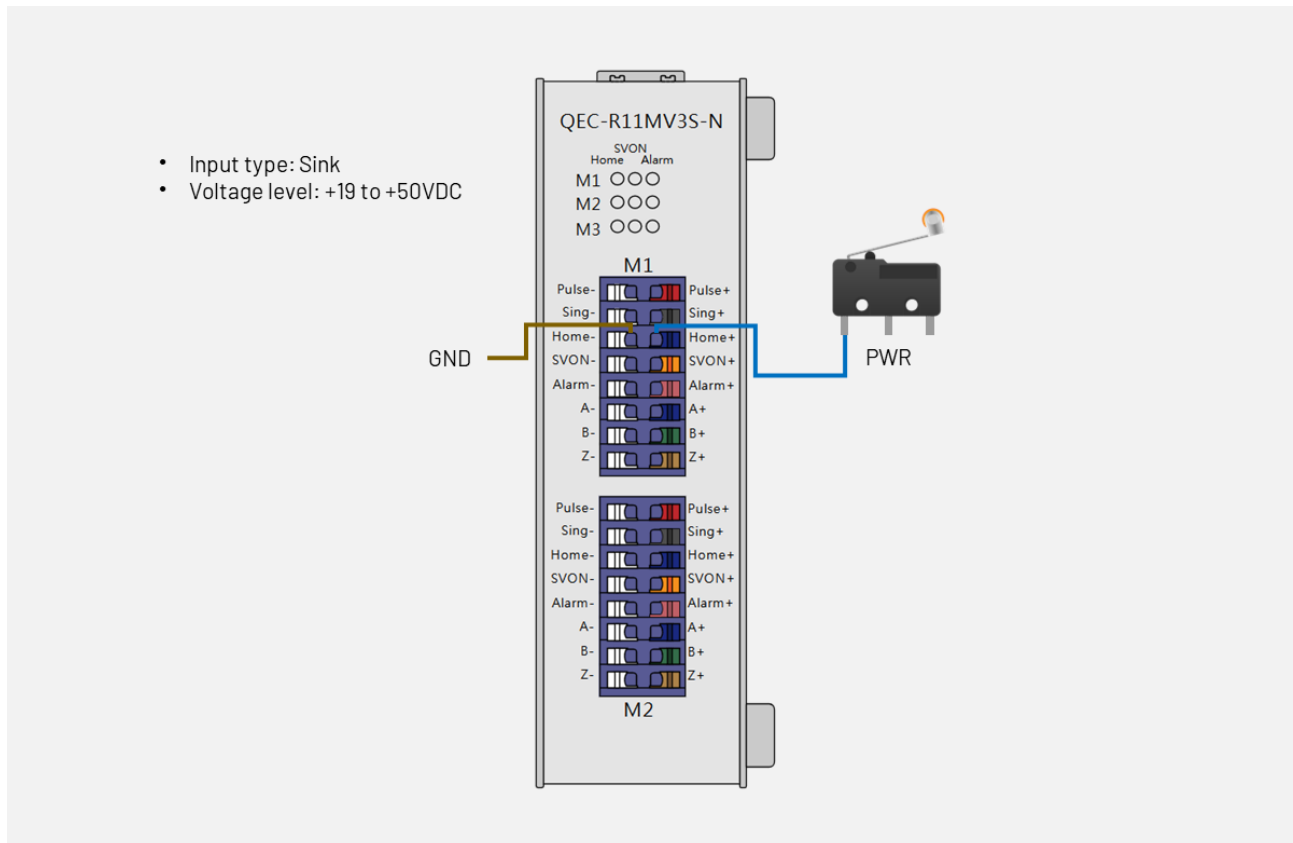 QEC-R11MV3S-N
SVON
Home Alarm
• Input type: Sink
• Voltage level: +19 to +50VDC
M1
M2
M3
M1
Pulse- Pulse+
Sing- Sing+
Home- Home+
SVON- SVON+
GND
PWR
Alarm- Alarm+
A- A+
B- B+
Z- Z+
Pulse- Pulse+
Sing- Sing+
Home- Home+
SVON- SVON+
Alarm- Alarm+
A- A+
B- B+
Z- Z+
M2